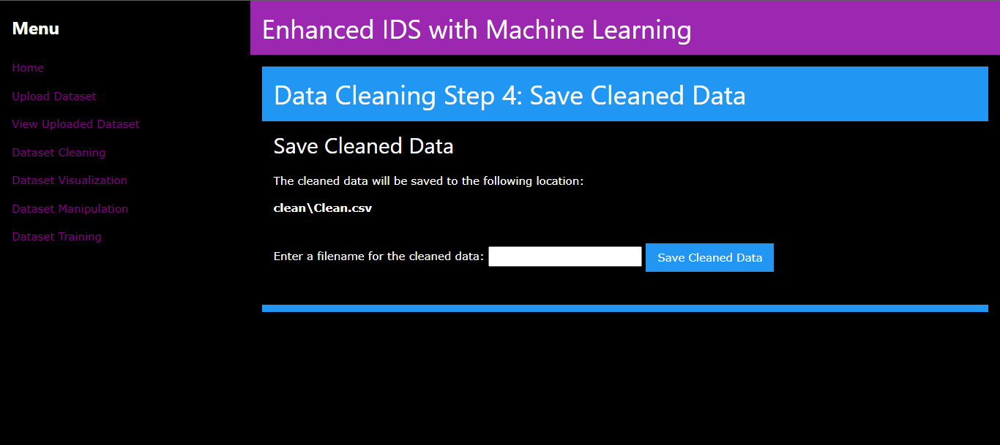 Menu
Home
Upload Dataset
View Uploaded Dataset
Dataset Cleaning
Dataset Visualization
Dataset Manipulation
Dataset Training
Enhanced IDS with Machine Learning
Data Cleaning Step 4: Save Cleaned Data
Save Cleaned Data
The cleaned data will be saved to the following location:
clean\Clean.csv
Enter a filename for the cleaned data: Save Cleaned Data